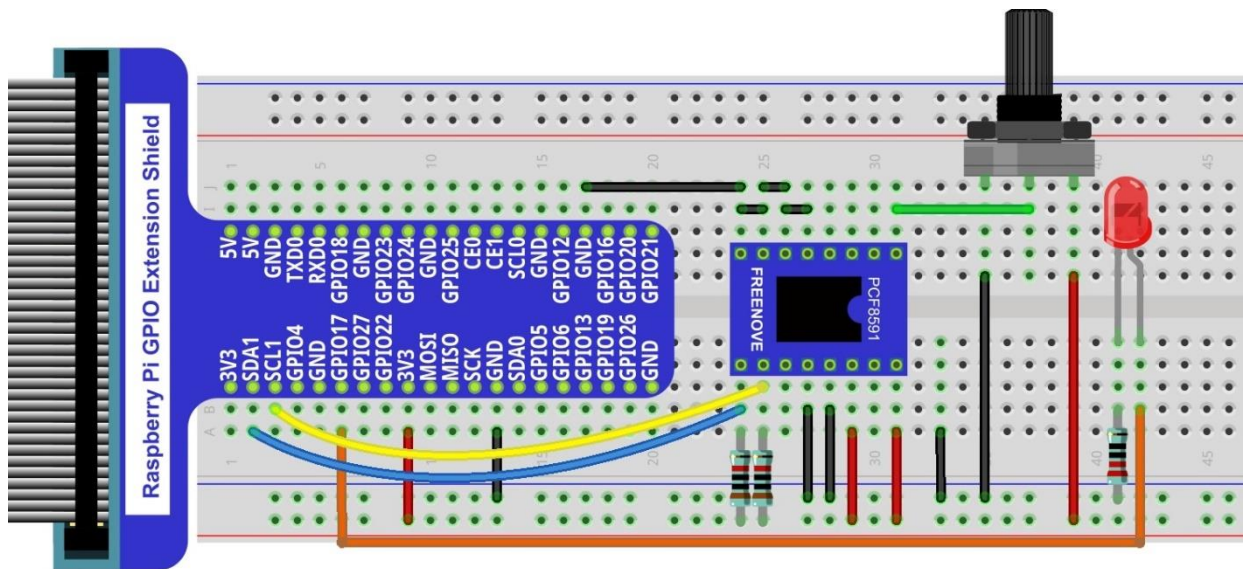 Raspberry Pi GPIO Extension Shield
1
5
10
15
20
25
30
40
45
J
I
5V
5V
GND
TXD0
RXD0
GPIO18
GND
GPIO23
GPIO24
GND
GPIO25
CE0
CE1
SCL0
GND
GPIO12
GND
GPIO16
GPIO20
GPIO21
3V3
SDA1
SCL1
GPIO4
GND
GPIO17
GPIO27
GPIO22
3V3
MOSI
MISO
SCK
GND
SDA0
GPIO5
GPIO6
GPIO13
GPIO19
GPIO26
GND
FREENOVE
PCF8591
B
A
1
10
15
20
30
40
45